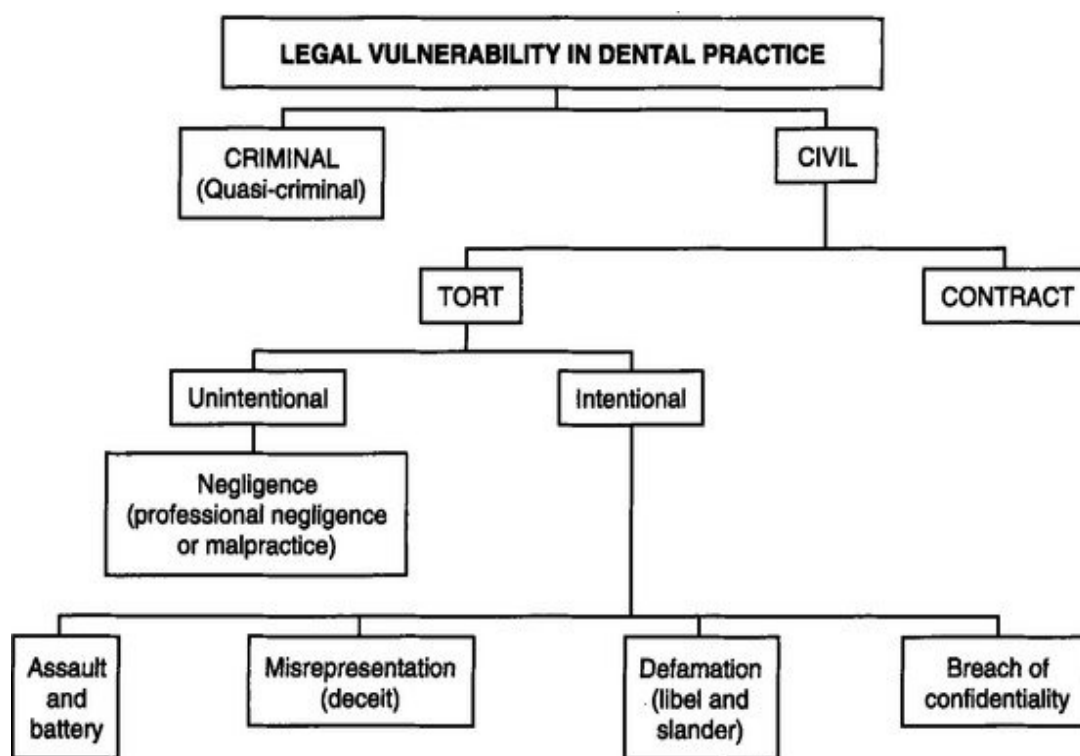 LEGAL VULNERABILITY IN DENTAL PRACTICE
CRIMINAL
(Quasi-criminal)
CIVIL
TORT
CONTRACT
Unintentional
Intentional
Negligence
(professional negligence
or malpractice)
Assault
and
battery
Misrepresentation
(deceit)
Defamation
(libel and
slander)
Breach of
confidentiality